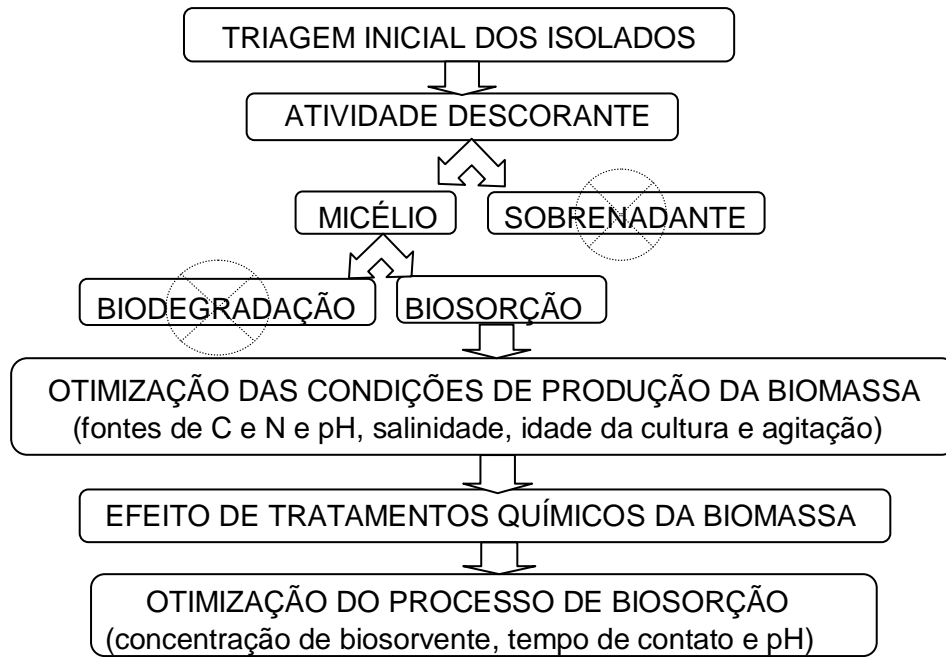 TRIAGEM INICIAL DOS ISOLADOS
ATIVIDADE DESCORANTE
MICÉLIO
SOBRENADANTE
BIODEGRADAÇÃO
BIOSORÇÃO
OTIMIZAÇÃO DAS CONDIÇÕES DE PRODUÇÃO DA BIOMASSA
(fontes de C e N e pH, salinidade, idade da cultura e agitação)
EFEITO DE TRATAMENTOS QUÍMICOS DA BIOMASSA
OTIMIZAÇÃO DO PROCESSO DE BIOSORÇÃO
(concentração de biosorvente, tempo de contato e pH)